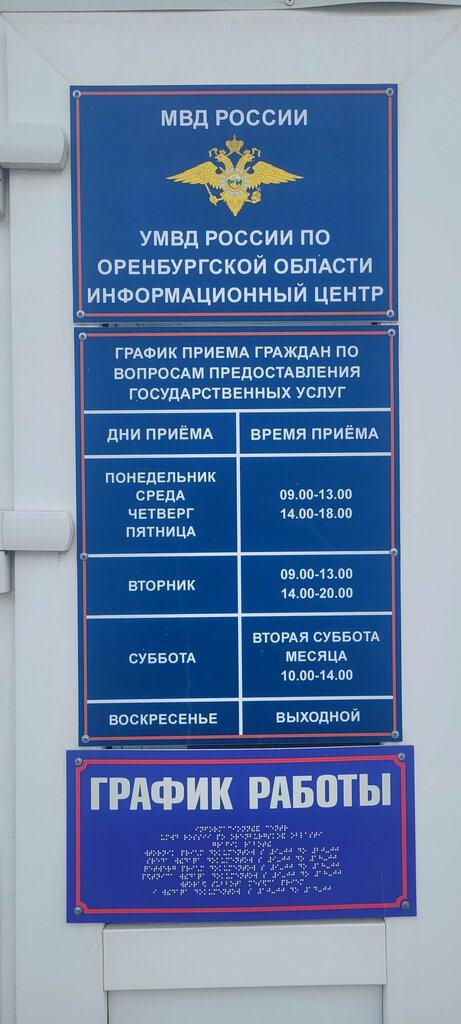 МВД РОССИИ
УМВД РОССИИ ПО
ОРЕНБУРГСКОЙ ОБЛАСТИ
ИНФОРМАЦИОННЫЙ ЦЕНТР
ГРАФИК ПРИЕМА ГРАЖДАН ПО
ВОПРОСАМ ПРЕДОСТАВЛЕНИЯ
ГОСУДАРСТВЕННЫХ УСЛУГ
ДНИ ПРИЁМА
ВРЕМЯ ПРИЁМА
ПОНЕДЕЛЬНИК
СРЕДА
ЧЕТВЕРГ
ПЯТНИЦА
09.00-13.00
14.00-18.00
ВТОРНИК
09.00-13.00
14.00-20.00
СУББОТА
ВТОРАЯ СУББОТА
МЕСЯЦА
10.00-14.00
ВОСКРЕСЕНЬЕ
ВЫХОДНОЙ
ГРАФИК РАБОТЫ